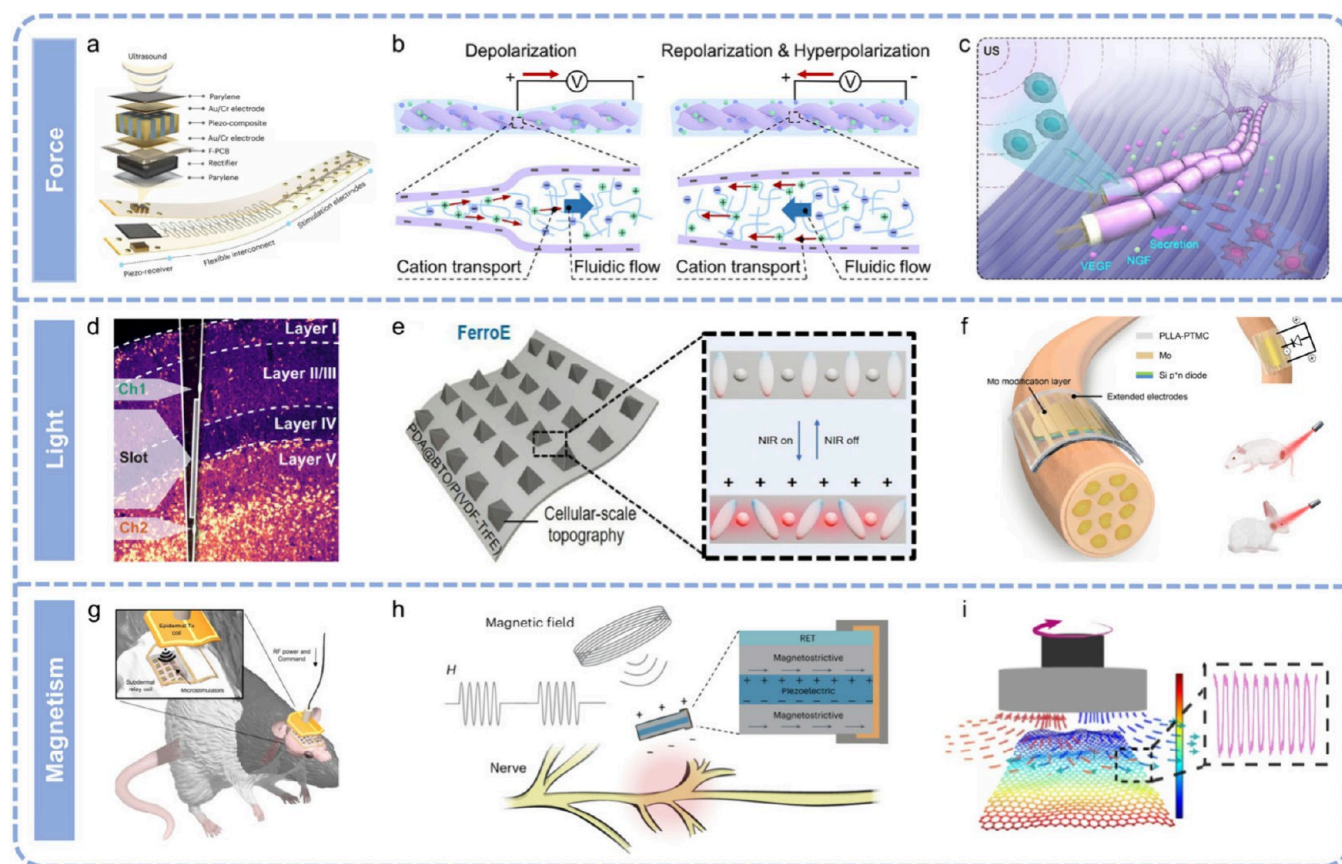 Force
a
Ultrasound
Parylene
Au/Cr electrode
Piezo-composite
Au/Cr electrode
F-PCB
Rectifier
Parylene
Piezo-receiver
Flexible interconnect
Stimulation electrodes
b
Depolarization
+
V
-
Repolarization & Hyperpolarization
+
V
-
Cation transport
Fluidic flow
Cation transport
Fluidic flow
c
US
Secretion
VEGF
NGF
Light
d
Layer I
Layer II/III
Layer IV
Layer V
Ch1
Slot
Ch2
e
FerroE
PDA@BTO/P(VDF-TrFE)
Cellular-scale
topography
NIR on
NIR off
+ + + + + +
f
PLLA-PTMC
Mo
Si p+n diode
Mo modification layer
Extended electrodes
Magnetism
g
Epidermal Tx
coil
Subdermal
relay coil
Microstimulators
RF power and
Command
h
Magnetic field
H
+ + +
- - -
Nerve
RET
Magnetostrictive
Piezoelectric
Magnetostrictive
i